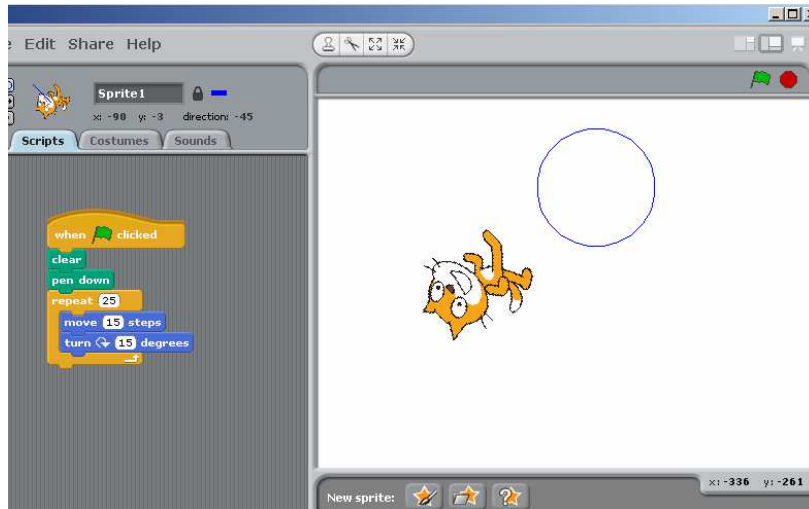 Edit Share Help
Sprite1
x: -90 y: -3 direction: -45
Scripts Costumes Sounds
when clicked
clear
pen down
repeat 25
move 15 steps
turn 15 degrees
New sprite:
x: -336 y: -261